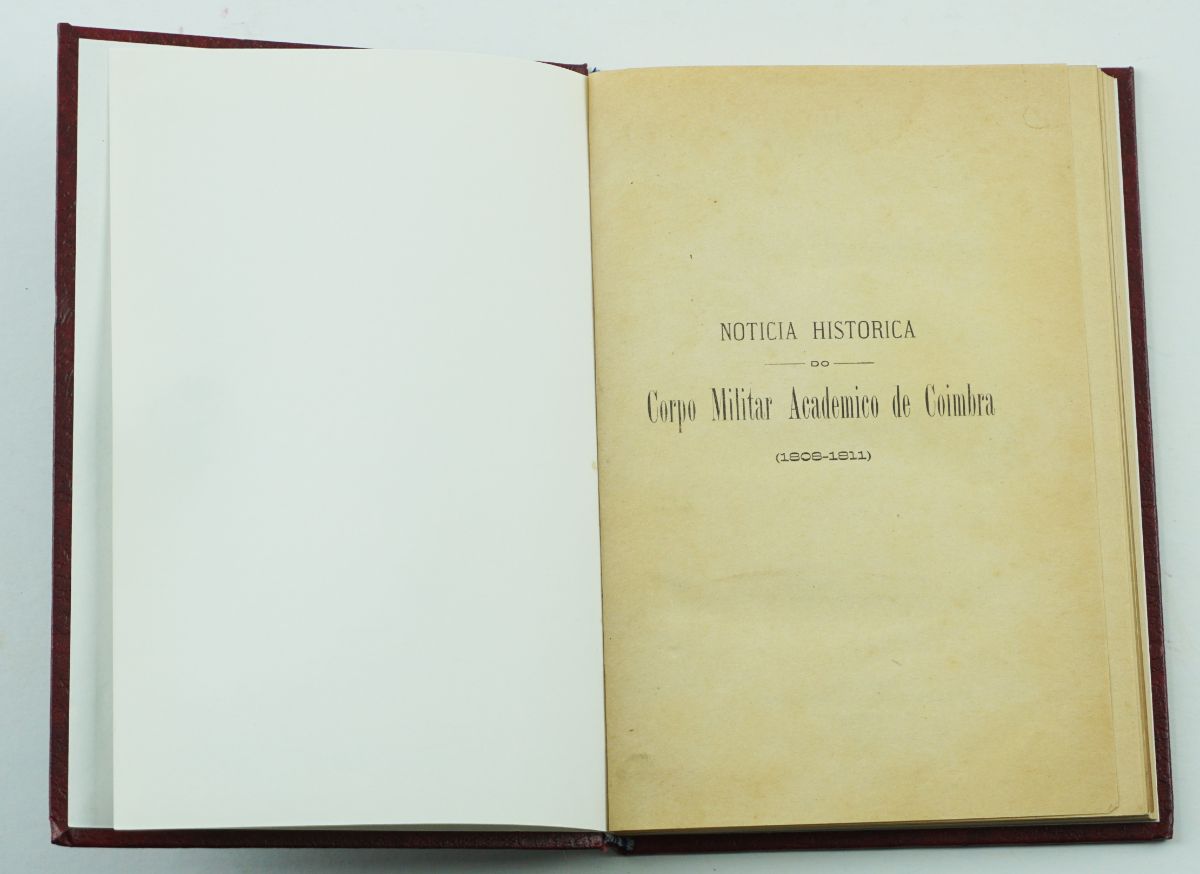 NOTICIA HISTORICA
DO
Corpo Militar Academico de Coimbra
(1808-1811)